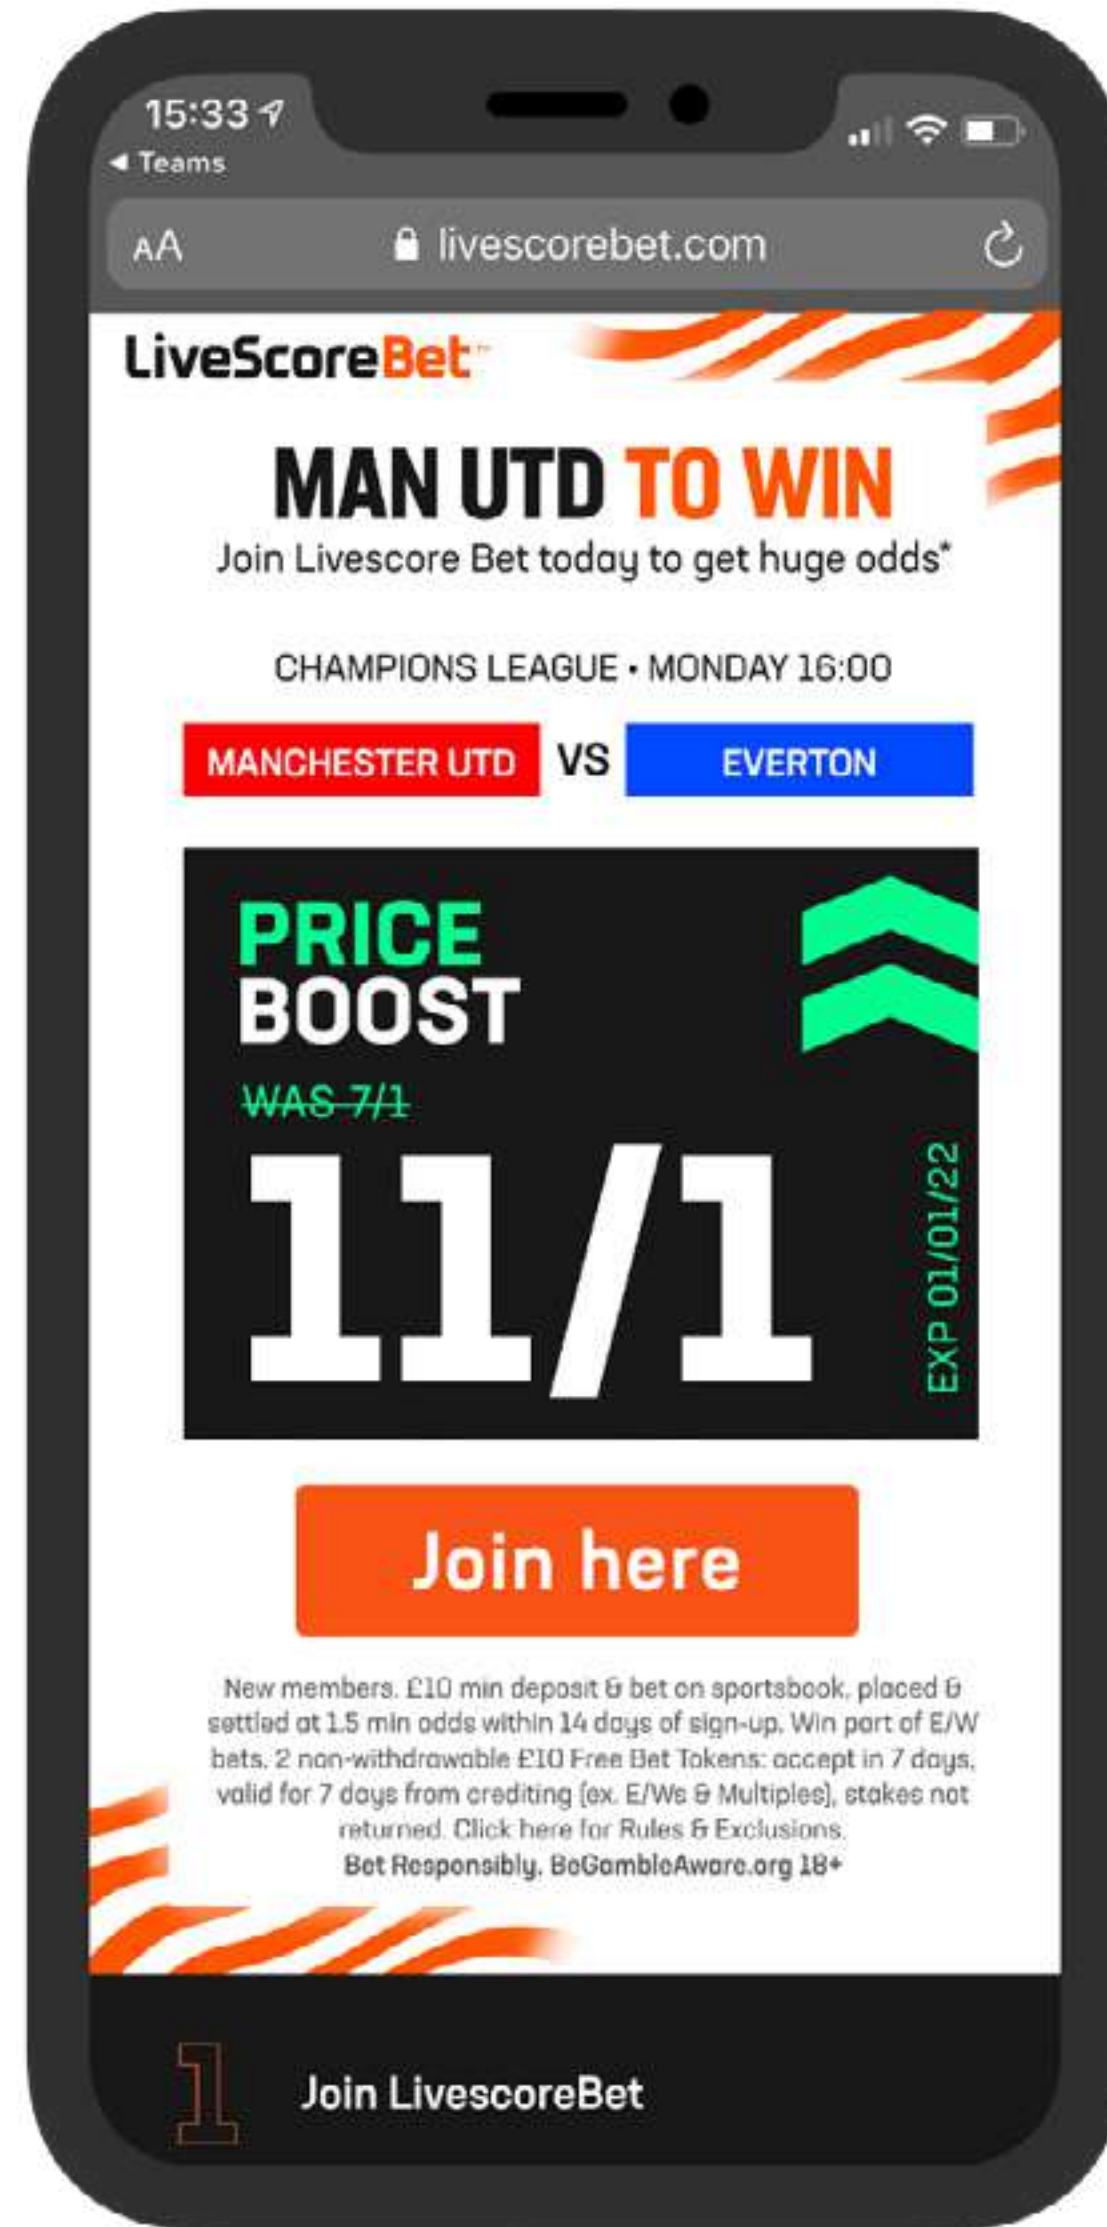 15:33
◀ Teams
AA livescorebet.com
LiveScoreBet™
MAN UTD TO WIN
Join Livescore Bet today to get huge odds*
CHAMPIONS LEAGUE • MONDAY 16:00
MANCHESTER UTD VS EVERTON
PRICE
BOOST
WAS 7/1
11/1
EXP 01/01/22
Join here
New members. £10 min deposit & bet on sportsbook, placed &
settled at 1.5 min odds within 14 days of sign-up. Win part of E/W
bets. 2 non-withdrawable £10 Free Bet Tokens: accept in 7 days,
valid for 7 days from crediting (ex. E/Ws & Multiples), stakes not
returned. Click here for Rules & Exclusions.
Bet Responsibly. BeGambleAware.org 18+
1 Join LivescoreBet